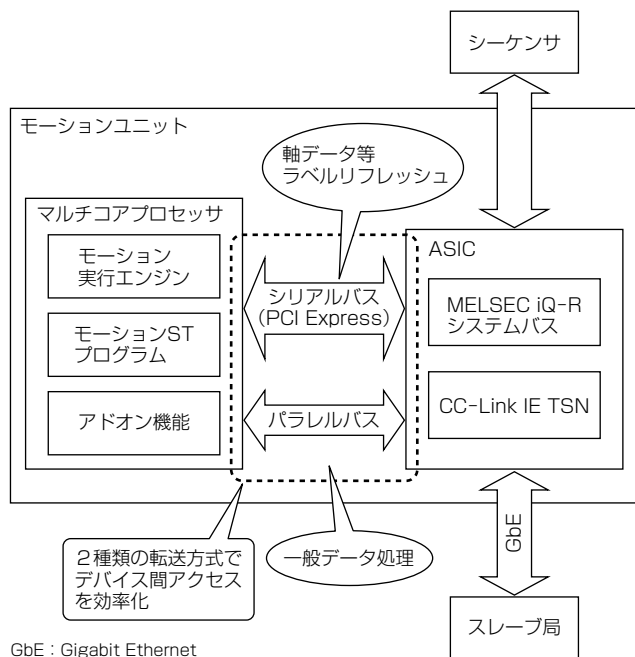 シーケンサ
モーションユニット
軸データ等
ラベルリフレッシュ
マルチコアプロセッサ
モーション
実行エンジン
モーションST
プログラム
アドオン機能
シリアルバス
(PCI Express)
パラレルバス
ASIC
MELSEC iQ-R
システムバス
CC-Link IE TSN
2種類の転送方式で
デバイス間アクセス
を効率化
一般データ処理
GbE
スレーブ局
GbE:Gigabit Ethernet